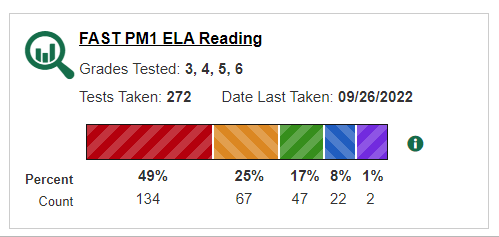 FAST PM1 ELA Reading
Grades Tested: 3, 4, 5, 6
Tests Taken: 272 Date Last Taken: 09/26/2022
Percent 49% 25% 17% 8% 1%
Count 134 67 47 22 2